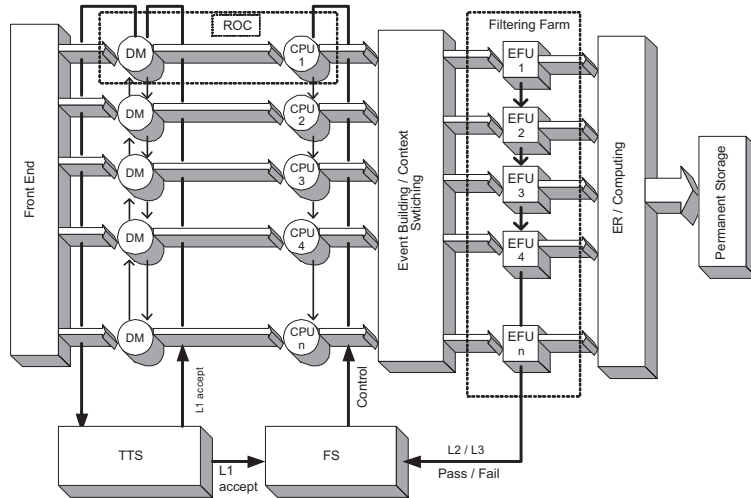 ROC
Filtering Farm
Front End
DM
CPU
1
DM
CPU
2
DM
CPU
3
DM
CPU
4
DM
CPU
n
Event Building / Context
Swtiching
EFU
1
EFU
2
EFU
3
EFU
4
EFU
n
ER / Computing
Permanent Storage
L1 accept
Control
TTS
L1
accept
FS
L2 / L3
Pass / Fail